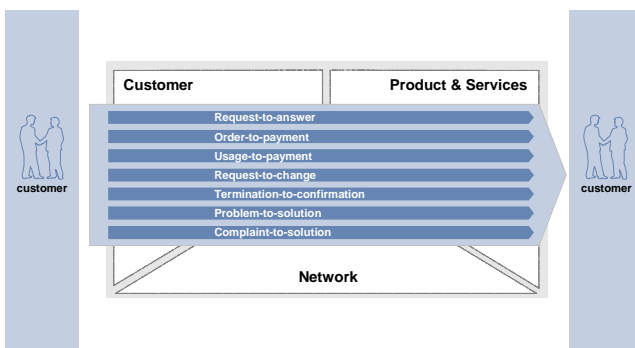 Customer
Product & Services
Request-to-answer
Order-to-payment
Usage-to-payment
Request-to-change
Termination-to-confirmation
Problem-to-solution
Complaint-to-solution
customer
customer
Network